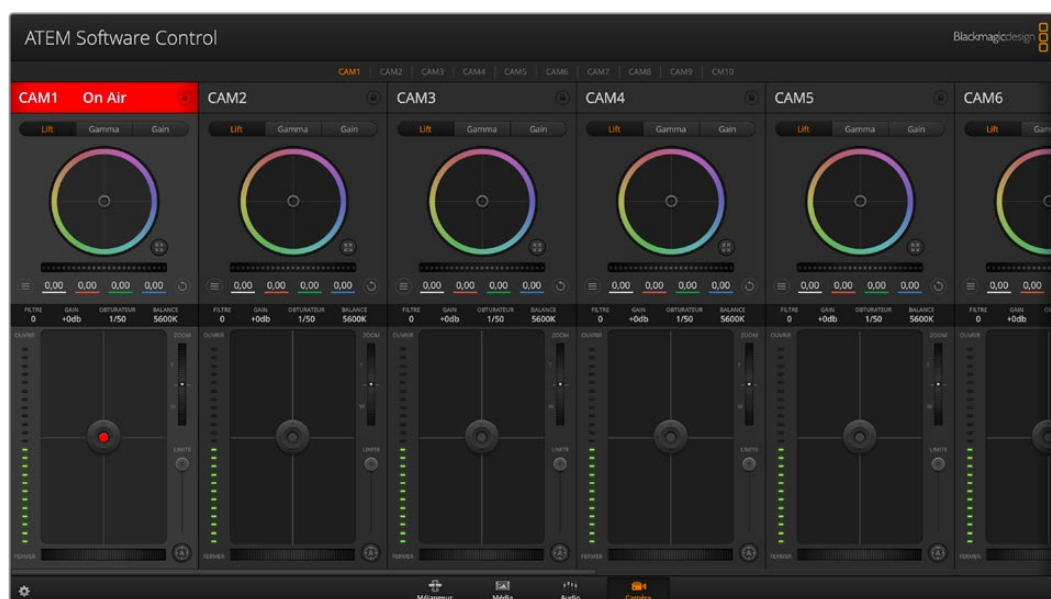 ATEM Software Control
Blackmagicdesign
CAM1 CAM2 CAM3 CAM4 CAM5 CAM6 CAM7 CAM8 CAM9 CM10
CAM1 On Air CAM2 CAM3 CAM4 CAM5 CAM6
Lift Gamma Gain Lift Gamma Gain Lift Gamma Gain Lift Gamma Gain Lift Gamma Gain Lift
0,00 0,00 0,00 0,00 0,00 0,00 0,00 0,00 0,00 0,00 0,00 0,00 0,00 0,00 0,00 0,00 0,00 0,00 0,00 0,00 0,00 0,00
FILTRE GAIN OBTURATEUR BALANCE FILTRE GAIN OBTURATEUR BALANCE FILTRE GAIN OBTURATEUR BALANCE FILTRE GAIN OBTURATEUR BALANCE FILTRE GAIN OBTURATEUR BALANCE FILTRE GAIN
0 +0db 1/50 5600K 0 +0db 1/50 5600K 0 +0db 1/50 5600K 0 +0db 1/50 5600K 0 +0db 1/50 5600K 0 +0db
OUVRIR ZOOM OUVRIR ZOOM OUVRIR ZOOM OUVRIR ZOOM OUVRIR ZOOM OUVRIR
T T T T T
W W W W W
LIMITE LIMITE LIMITE LIMITE LIMITE
FERMER FERMER FERMER FERMER FERMER FERMER
Mélangeur Média Audio Caméra